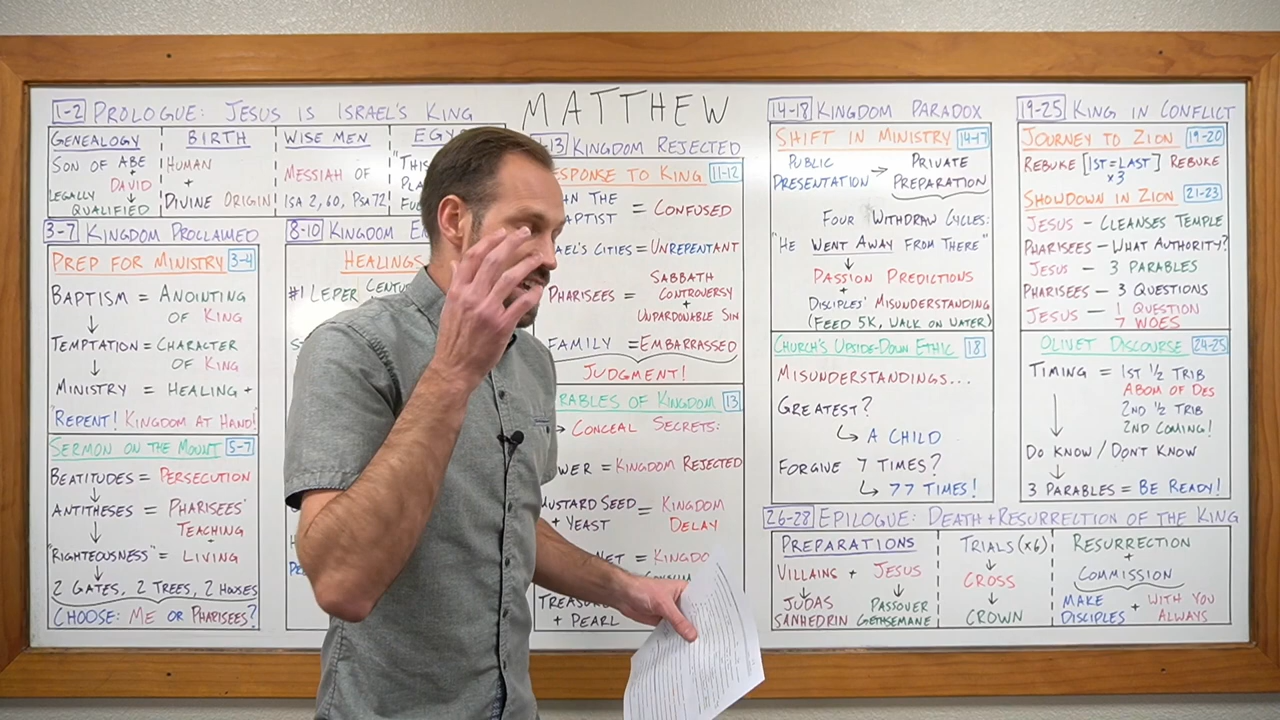 MATTHEW
1-2 PROLOGUE: JESUS IS ISRAEL'S KING
GENEALOGY
SON OF ABE
+
DAVID
LEGALLY
QUALIFIED
BIRTH
HUMAN
+
DIVINE ORIGIN
WISE MEN
MESSIAH OF
ISA 2, 60, PSA 72
"THIS
3-7 KINGDOM PROCLAIMED
PREP FOR MINISTRY 3-4
BAPTISM = ANOINTING
OF KING
↓
TEMPTATION = CHARACTER
OF KING
↓
MINISTRY = HEALING +
"REPENT! KINGDOM AT HAND!"
SERMON ON THE MOUNT 5-7
BEATITUDES = PERSECUTION
↓
ANTITHESES = PHARISEES'
TEACHING
↓ +
"RIGHTEOUSNESS" = LIVING
↓
2 GATES, 2 TREES, 2 HOUSES
CHOOSE: ME OR PHARISEES?
8-10 KINGDOM
HEALINGS
#1 LEPER
13 KINGDOM REJECTED
TO KING 11-12
= CONFUSED
CITIES = UNREPENTANT
PHARISEES = SABBATH
CONTROVERSY
+
UNPARDONABLE SIN
FAMILY = EMBARRASSED
JUDGMENT!
OF KINGDOM 13
→ CONCEAL SECRETS:
= KINGDOM REJECTED
SEED = KINGDOM
+ YEAST DELAY
+ PEARL
14-18 KINGDOM PARADOX
SHIFT IN MINISTRY 14-17
PUBLIC → PRIVATE
PRESENTATION PREPARATION
FOUR WITHDRAW CYCLES:
"HE WENT AWAY FROM THERE"
↓
PASSION PREDICTIONS
+
DISCIPLES' MISUNDERSTANDING
(FEED 5K, WALK ON WATER)
CHURCH'S UPSIDE-DOWN ETHIC 18
MISUNDERSTANDINGS...
GREATEST?
↳ A CHILD
FORGIVE 7 TIMES?
↳ 77 TIMES!
19-25 KING IN CONFLICT
JOURNEY TO ZION 19-20
REBUKE [1ST=LAST] REBUKE
x3
SHOWDOWN IN ZION 21-23
JESUS - CLEANSES TEMPLE
PHARISEES - WHAT AUTHORITY?
JESUS - 3 PARABLES
PHARISEES - 3 QUESTIONS
JESUS - 1 QUESTION
7 WOES
OLIVET DISCOURSE 24-25
TIMING = 1ST ½ TRIB
ABOM OF DES
2ND ½ TRIB
2ND COMING!
↓
DO KNOW / DON'T KNOW
↓
3 PARABLES = BE READY!
26-28 EPILOGUE: DEATH + RESURRECTION OF THE KING
PREPARATIONS
VILLAINS + JESUS
↓ ↓
JUDAS PASSOVER
SANHEDRIN GETHSEMANE
TRIALS (x6)
↓
CROSS
↓
CROWN
RESURRECTION
+
COMMISSION
MAKE + WITH YOU
DISCIPLES ALWAYS